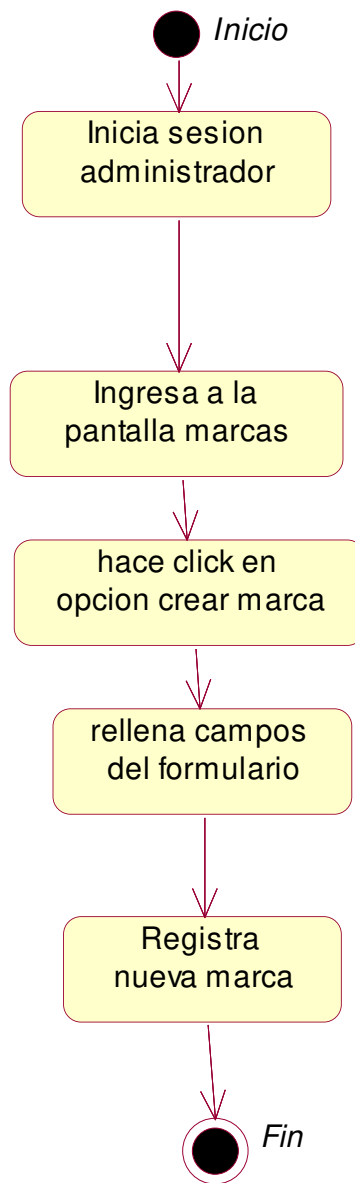 Inicio
Inicia sesion
administrador
Ingresa a la
pantalla marcas
hace click en
opcion crear marca
rellena campos
del formulario
Registra
nueva marca
Fin